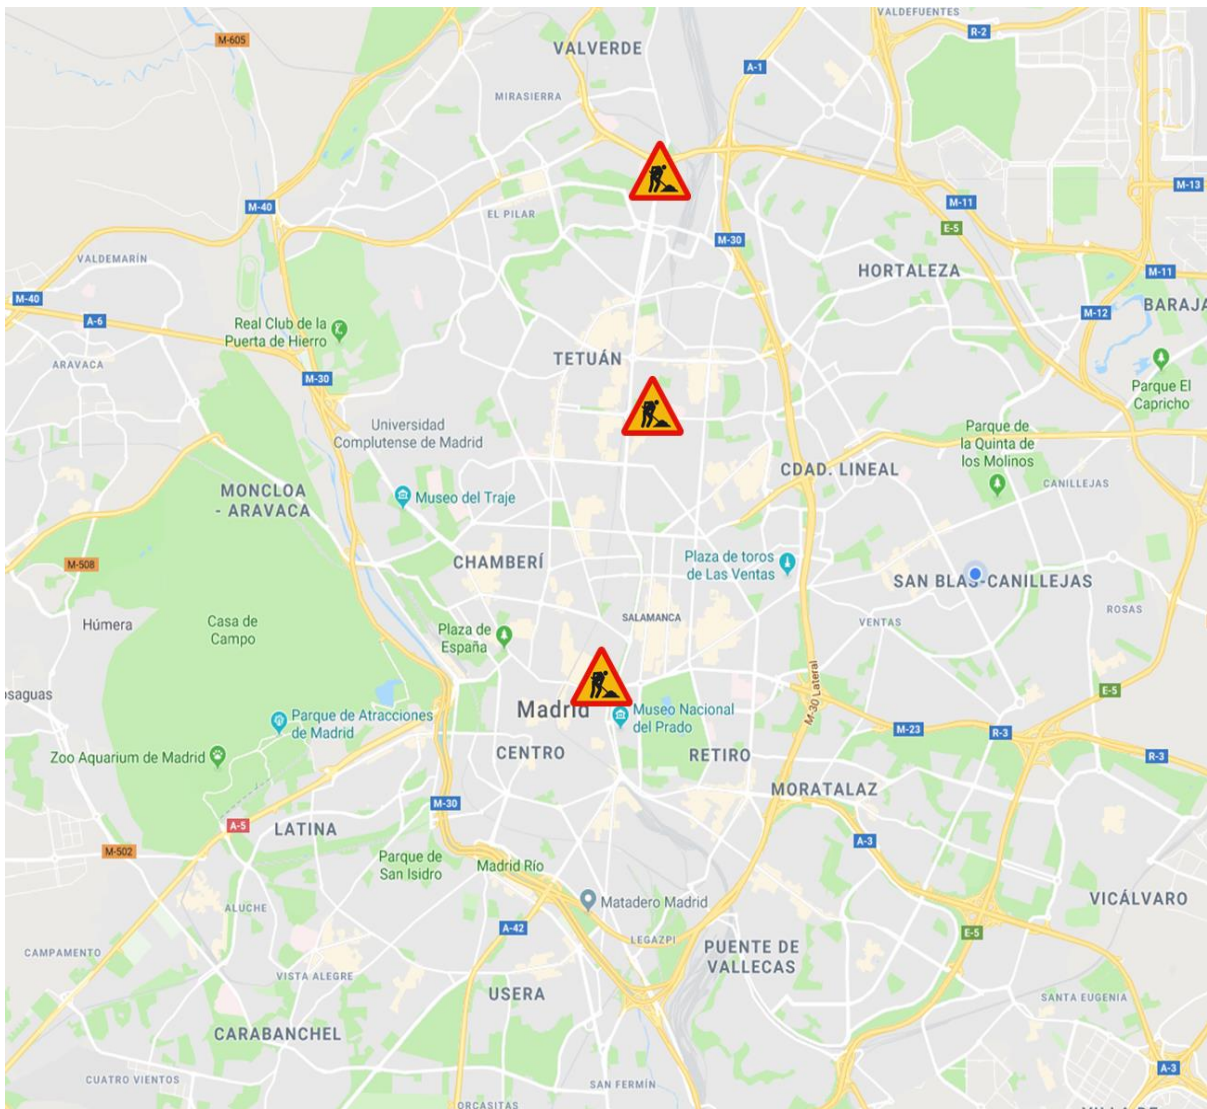 VALDEFUENTES
M-605
R-2
VALVERDE
A-1
MIRASIERRA
M-13
M-40
M-11
EL PILAR
E-5
M-30
VALDEMARÍN
HORTALEZA
M-11
M-40
BARAJA
A-6
M-12
Real Club de la
Puerta de Hierro
TETUÁN
ARAVACA
M-30
Parque El
Capricho
Universidad
Complutense de Madrid
Parque de
la Quinta de
los Molinos
CDAD. LINEAL
CANILLEJAS
MONCLOA
- ARAVACA
Museo del Traje
CHAMBERÍ
Plaza de toros
de Las Ventas
M-508
SAN BLAS-CANILLEJAS
ROSAS
Húmera
Casa de
Campo
SALAMANCA
VENTAS
Plaza de
España
osaguas
M-30 Lateral
E-5
Parque de Atracciones
de Madrid
Madrid
Museo Nacional
del Prado
M-23
R-3
Zoo Aquarium de Madrid
CENTRO
RETIRO
R-3
MORATALAZ
M-30
LATINA
A-5
A-3
M-502
Parque de
San Isidro
Madrid Río
VICÁLVARO
ALUCHE
Matadero Madrid
A-42
E-5
LEGAZPI
CAMPAMENTO
PUENTE DE
VALLECAS
VISTA ALEGRE
USERA
SANTA EUGENIA
CARABANCHEL
A-3
CUATRO VIENTOS
SAN FERMÍN
ORCASITAS